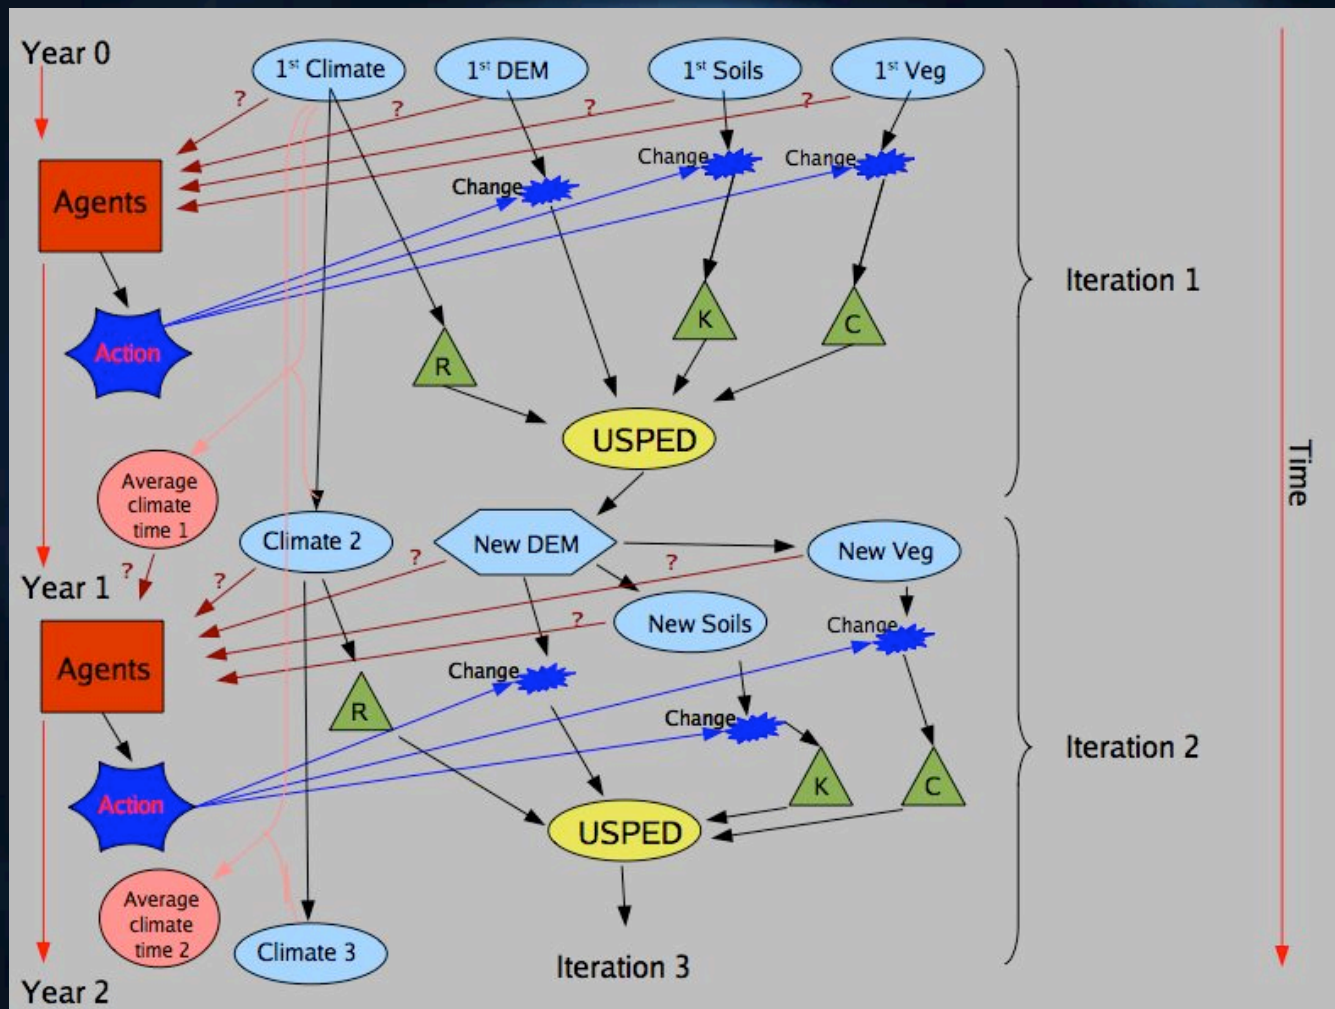 Year 0
1st Climate
1st DEM
1st Soils
1st Veg
?
?
?
?
Change
Change
Change
Agents
Action
R
K
C
Iteration 1
USPED
Time
Average
climate
time 1
Climate 2
New DEM
New Veg
?
?
?
?
?
Year 1
Agents
New Soils
Change
Change
Change
R
K
C
Iteration 2
Action
USPED
Average
climate
time 2
Climate 3
Iteration 3
Year 2